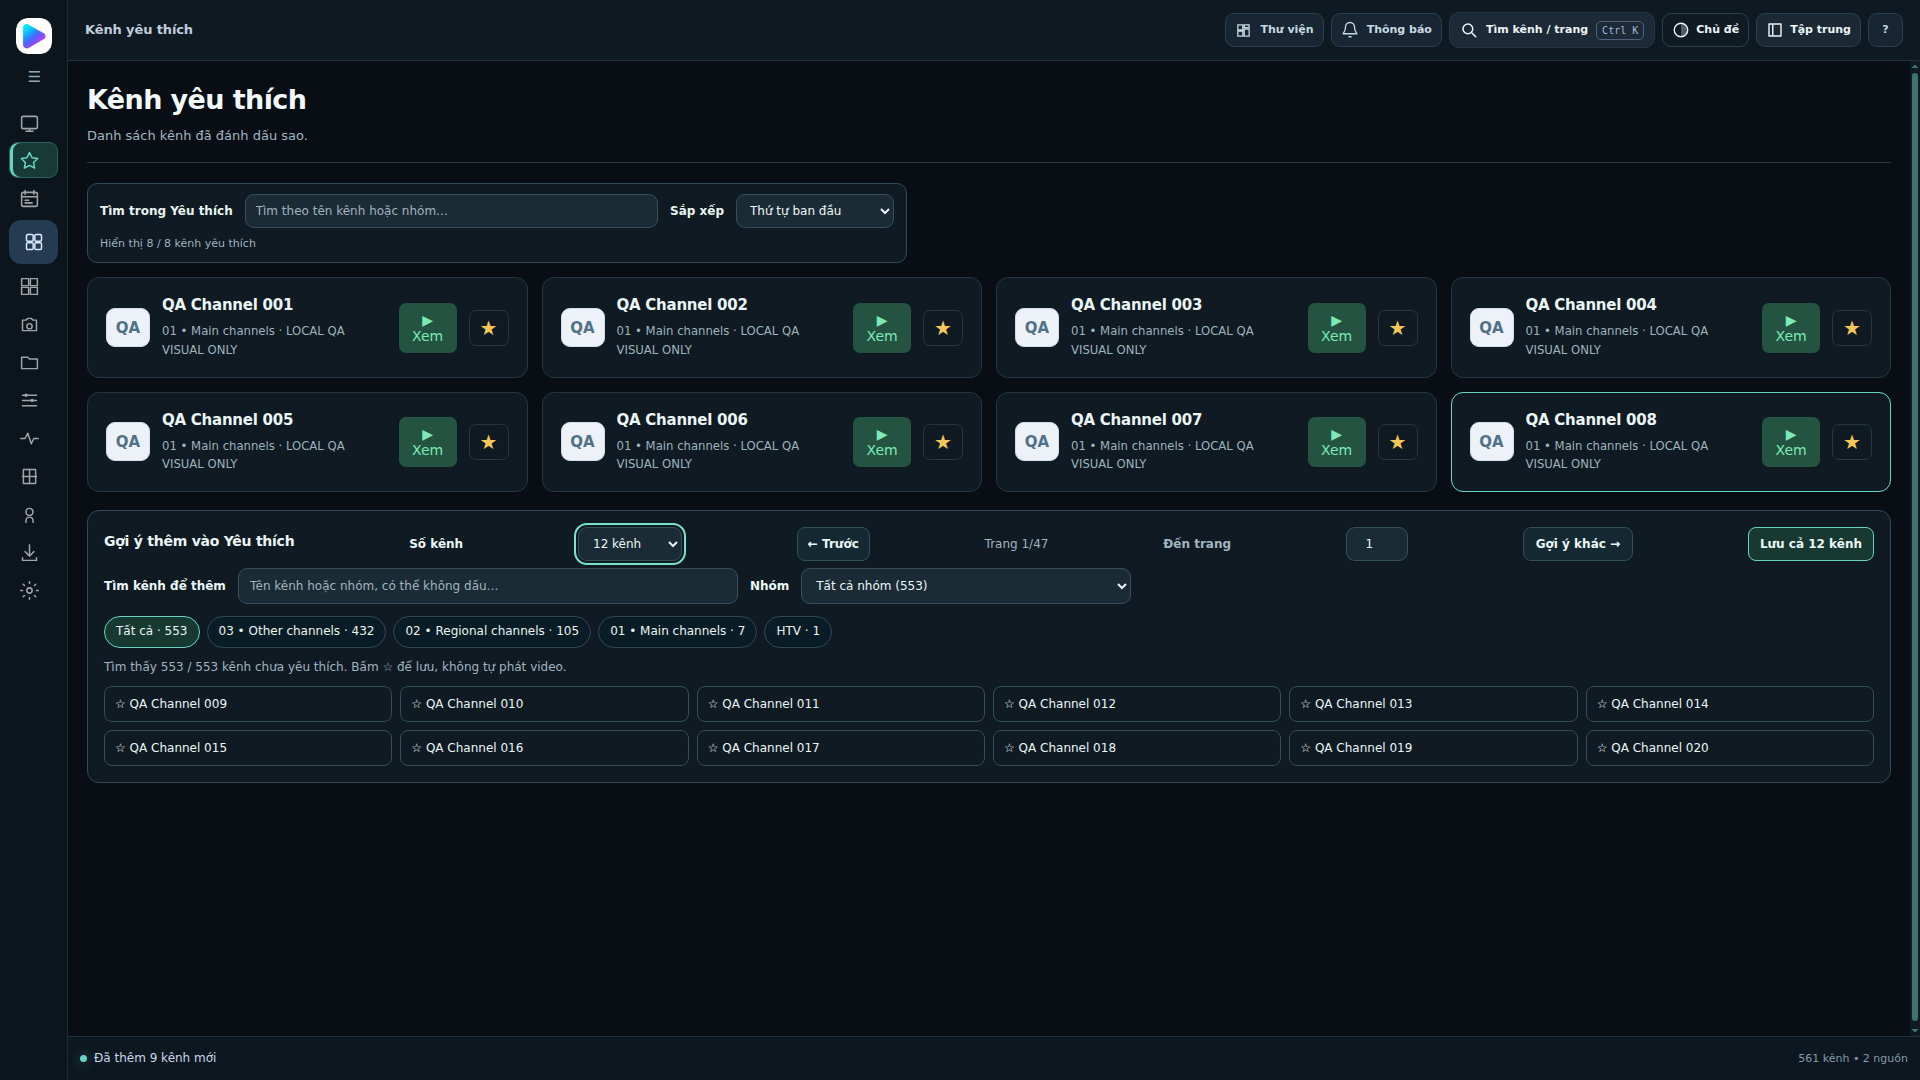 Kênh yêu thích
Thư viện
Thông báo
Tìm kênh / trang Ctrl K
Chủ đề
Tập trung
?
Kênh yêu thích
Danh sách kênh đã đánh dấu sao.
Tìm trong Yêu thích
Tìm theo tên kênh hoặc nhóm...
Sắp xếp
Thứ tự ban đầu
Hiển thị 8 / 8 kênh yêu thích
QA
QA Channel 001
01 • Main channels · LOCAL QA
VISUAL ONLY
▶
Xem
★
QA
QA Channel 002
01 • Main channels · LOCAL QA
VISUAL ONLY
▶
Xem
★
QA
QA Channel 003
01 • Main channels · LOCAL QA
VISUAL ONLY
▶
Xem
★
QA
QA Channel 004
01 • Main channels · LOCAL QA
VISUAL ONLY
▶
Xem
★
QA
QA Channel 005
01 • Main channels · LOCAL QA
VISUAL ONLY
▶
Xem
★
QA
QA Channel 006
01 • Main channels · LOCAL QA
VISUAL ONLY
▶
Xem
★
QA
QA Channel 007
01 • Main channels · LOCAL QA
VISUAL ONLY
▶
Xem
★
QA
QA Channel 008
01 • Main channels · LOCAL QA
VISUAL ONLY
▶
Xem
★
Gợi ý thêm vào Yêu thích
Số kênh
12 kênh
← Trước
Trang 1/47
Đến trang
1
Gợi ý khác →
Lưu cả 12 kênh
Tìm kênh để thêm
Tên kênh hoặc nhóm, có thể không dấu...
Nhóm
Tất cả nhóm (553)
Tất cả · 553
03 • Other channels · 432
02 • Regional channels · 105
01 • Main channels · 7
HTV · 1
Tìm thấy 553 / 553 kênh chưa yêu thích. Bấm ☆ để lưu, không tự phát video.
☆ QA Channel 009
☆ QA Channel 010
☆ QA Channel 011
☆ QA Channel 012
☆ QA Channel 013
☆ QA Channel 014
☆ QA Channel 015
☆ QA Channel 016
☆ QA Channel 017
☆ QA Channel 018
☆ QA Channel 019
☆ QA Channel 020
Đã thêm 9 kênh mới
561 kênh • 2 nguồn